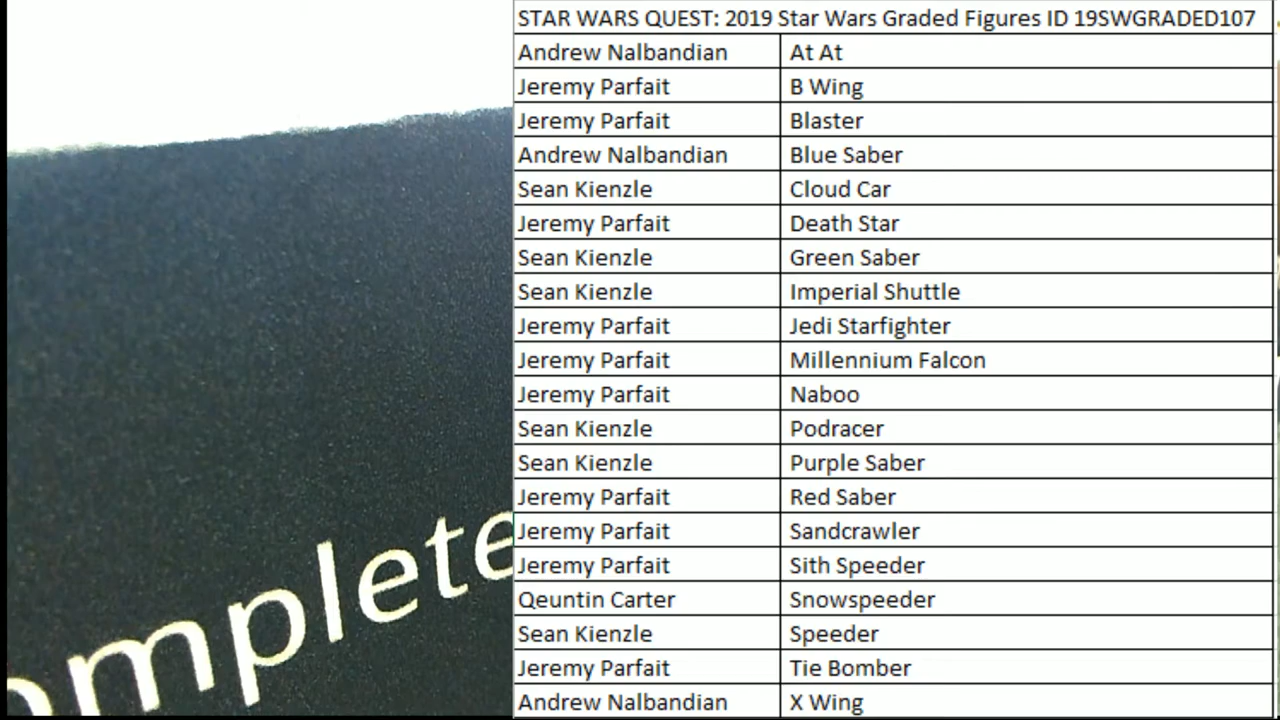 STAR WARS QUEST: 2019 Star Wars Graded Figures ID 19SWGRADED107
Andrew Nalbandian At At
Jeremy Parfait B Wing
Jeremy Parfait Blaster
Andrew Nalbandian Blue Saber
Sean Kienzle Cloud Car
Jeremy Parfait Death Star
Sean Kienzle Green Saber
Sean Kienzle Imperial Shuttle
Jeremy Parfait Jedi Starfighter
Jeremy Parfait Millennium Falcon
Jeremy Parfait Naboo
Sean Kienzle Podracer
Sean Kienzle Purple Saber
Jeremy Parfait Red Saber
Jeremy Parfait Sandcrawler
Jeremy Parfait Sith Speeder
Qeuntin Carter Snowspeeder
Sean Kienzle Speeder
Jeremy Parfait Tie Bomber
Andrew Nalbandian X Wing
omplete